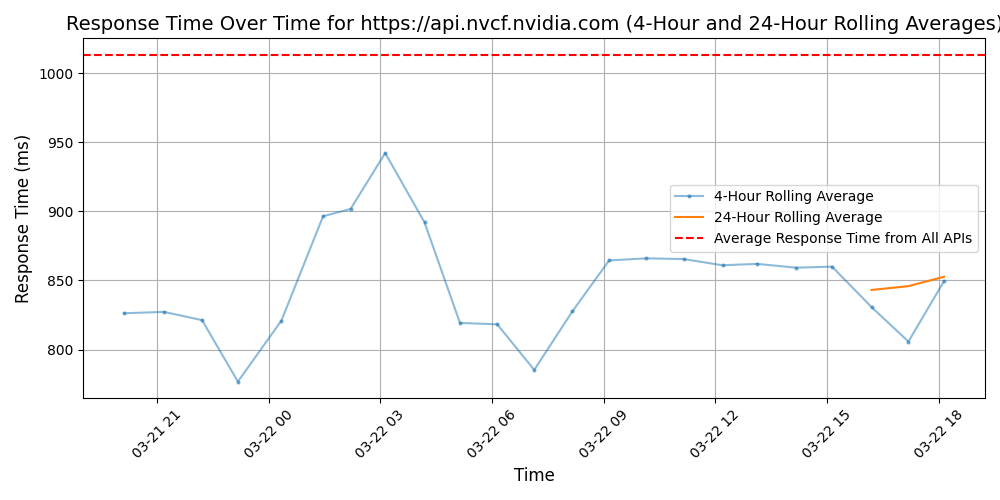 Response Time Over Time for https://api.nvcf.nvidia.com (4-Hour and 24-Hour Rolling Averages)
Response Time (ms)
1000
950
900
850
800
4-Hour Rolling Average
24-Hour Rolling Average
Average Response Time from All APIs
03-21 21
03-22 00
03-22 03
03-22 06
03-22 09
03-22 12
03-22 15
03-22 18
Time